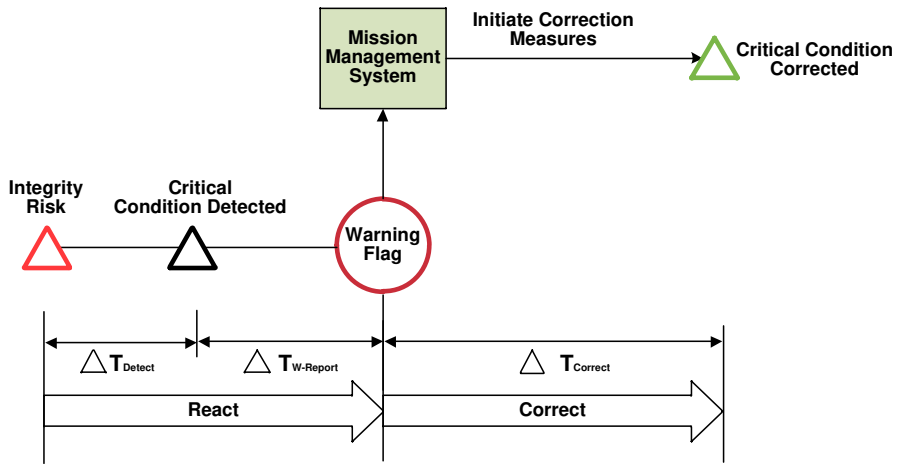 Mission
Management
System
Initiate Correction
Measures
Critical Condition
Corrected
Integrity
Risk
Critical
Condition Detected
Warning
Flag
△ T Detect
△ T W-Report
△ T Correct
React
Correct